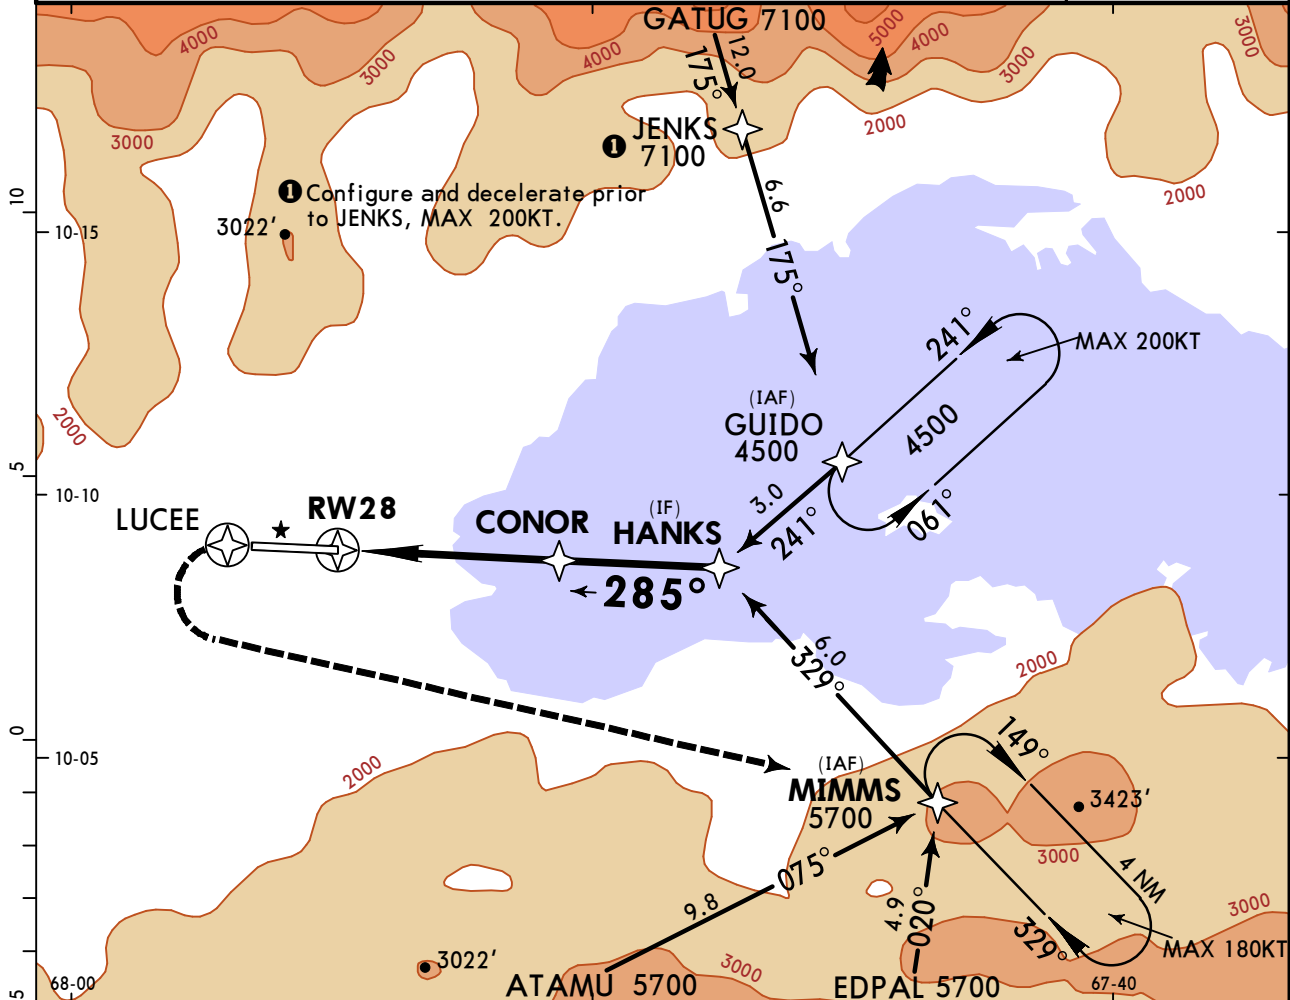 GATUG 7100
4000
3000
4000
5000
4000
3000
3000
12.0
175°
3000
2000
JENKS
7100
1
1 Configure and decelerate prior
to JENKS, MAX 200KT.
2000
3022'
10
10-15
6.6
175°
241°
MAX 200KT
(IAF)
GUIDO
4500
4500
2000
5
10-10
3.0
241°
061°
LUCEE
RW28
CONOR
(IF)
HANKS
285°
6.0
329°
2000
0
10-05
2000
149°
(IAF)
MIMMS
5700
3423'
3000
075°
4 NM
9.8
4.9
020°
329°
3000
MAX 180KT
3022'
3000
5
68-00
ATAMU 5700
EDPAL 5700
67-40